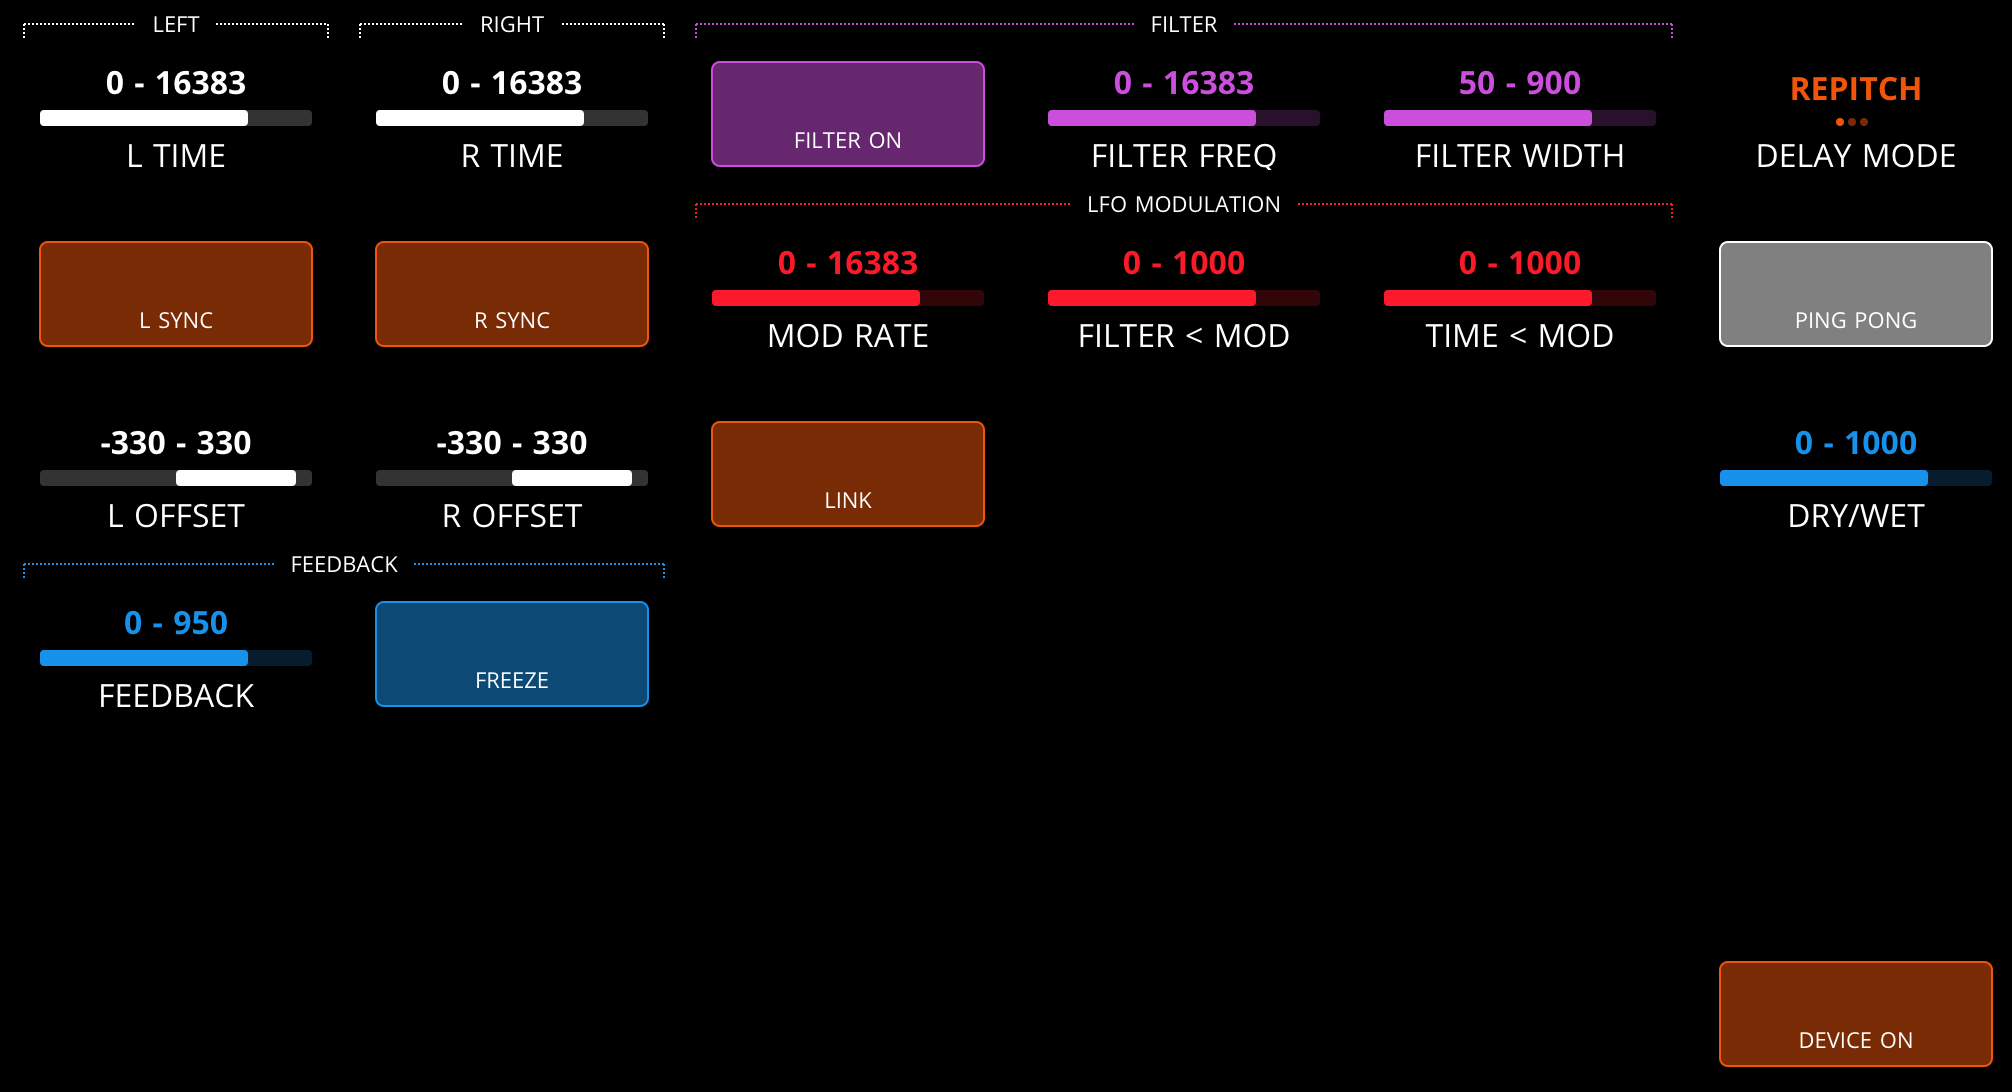 LEFT
RIGHT
FILTER
0 - 16383
0 - 16383
FILTER ON
0 - 16383
50 - 900
REPITCH
L TIME
R TIME
FILTER FREQ
FILTER WIDTH
DELAY MODE
LFO MODULATION
L SYNC
R SYNC
0 - 16383
0 - 1000
0 - 1000
PING PONG
MOD RATE
FILTER < MOD
TIME < MOD
-330 - 330
-330 - 330
LINK
0 - 1000
L OFFSET
R OFFSET
DRY/WET
FEEDBACK
0 - 950
FREEZE
FEEDBACK
DEVICE ON